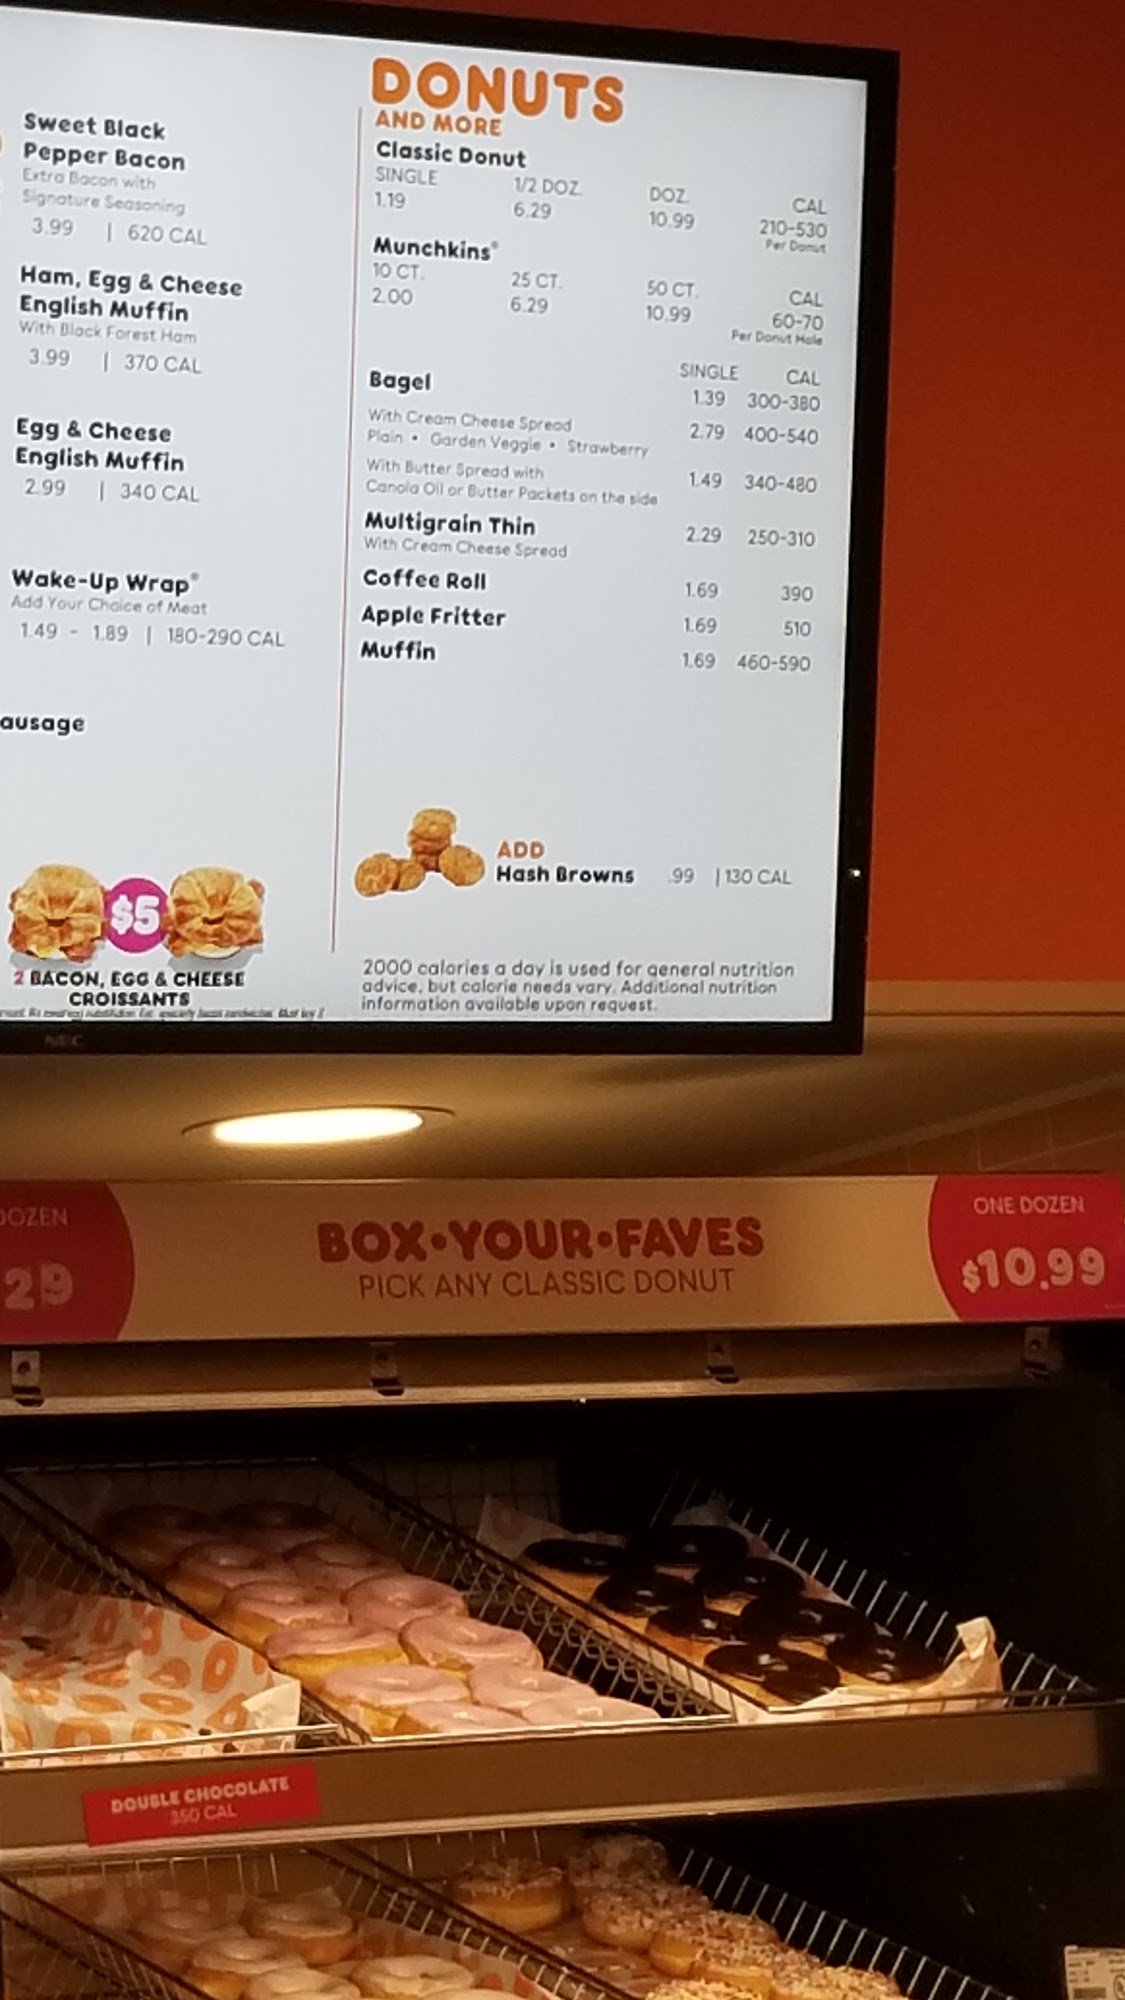 Sweet Black
Pepper Bacon
Extra Bacon with
Signature Seasoning
3.99 | 620 CAL
Ham, Egg & Cheese
English Muffin
With Black Forest Ham
3.99 | 370 CAL
Egg & Cheese
English Muffin
2.99 | 340 CAL
Wake-Up Wrap®
Add Your Choice of Meat
1.49 - 1.89 | 180-290 CAL
ausage
$5
2 BACON, EGG & CHEESE
CROISSANTS
DONUTS
AND MORE
Classic Donut
SINGLE 1/2 DOZ. DOZ. CAL
1.19 6.29 10.99 210-530
Per Donut
Munchkins®
10 CT. 25 CT. 50 CT. CAL
2.00 6.29 10.99 60-70
Per Donut Hole
SINGLE CAL
Bagel 1.39 300-380
With Cream Cheese Spread 2.79 400-540
Plain • Garden Veggie • Strawberry
With Butter Spread with 1.49 340-480
Canola Oil or Butter Packets on the side
Multigrain Thin 2.29 250-310
With Cream Cheese Spread
Coffee Roll 1.69 390
Apple Fritter 1.69 510
Muffin 1.69 460-590
ADD
Hash Browns .99 | 130 CAL
2000 calories a day is used for general nutrition
advice, but calorie needs vary. Additional nutrition
information available upon request.
NEC
DOZEN
29
BOX•YOUR•FAVES
PICK ANY CLASSIC DONUT
ONE DOZEN
$10.99
DOUBLE CHOCOLATE
350 CAL